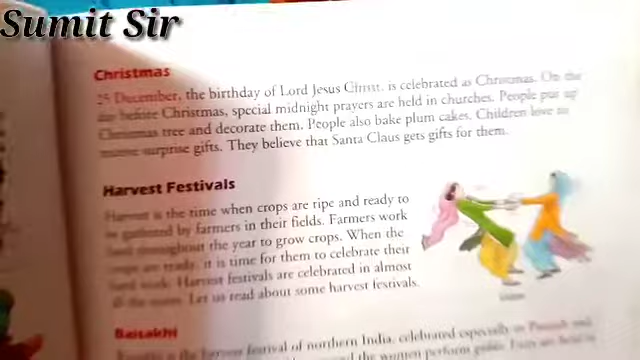 Sumit Sir
Christmas
25 December, the birthday of Lord Jesus Christ, is celebrated as Christmas. On the
day before Christmas, special midnight prayers are held in churches. People put up
Christmas tree and decorate them. People also bake plum cakes. Children love to
receive surprise gifts. They believe that Santa Claus gets gifts for them.
Harvest Festivals
Harvest is the time when crops are ripe and ready to
be gathered by farmers in their fields. Farmers work
hard throughout the year to grow crops. When the
crops are ready, it is time for them to celebrate their
hard work. Harvest festivals are celebrated in almost
all the states. Let us read about some harvest festivals.
Baisakhi
is the harvest festival of northern India, celebrated especially in Punjab and
and the women perform